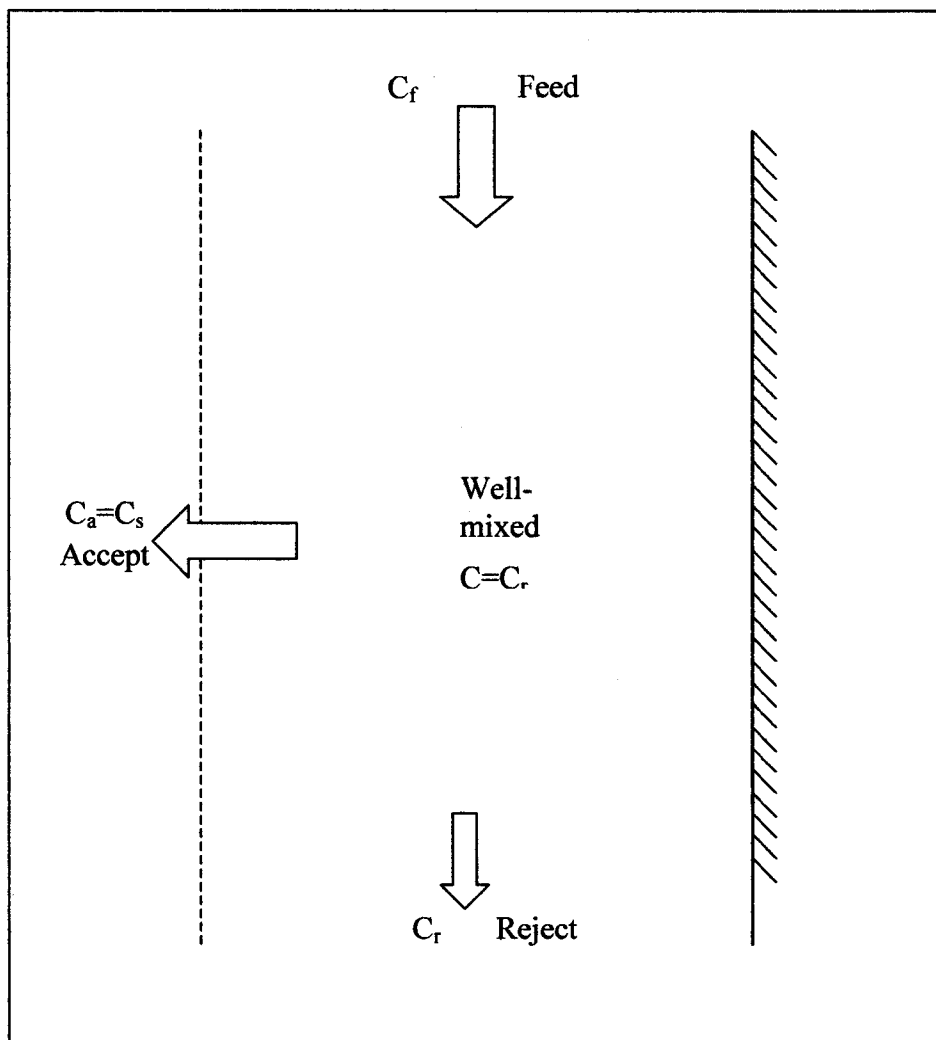 C_f Feed
Well-
mixed
C=C_r
C_a=C_s
Accept
C_r Reject